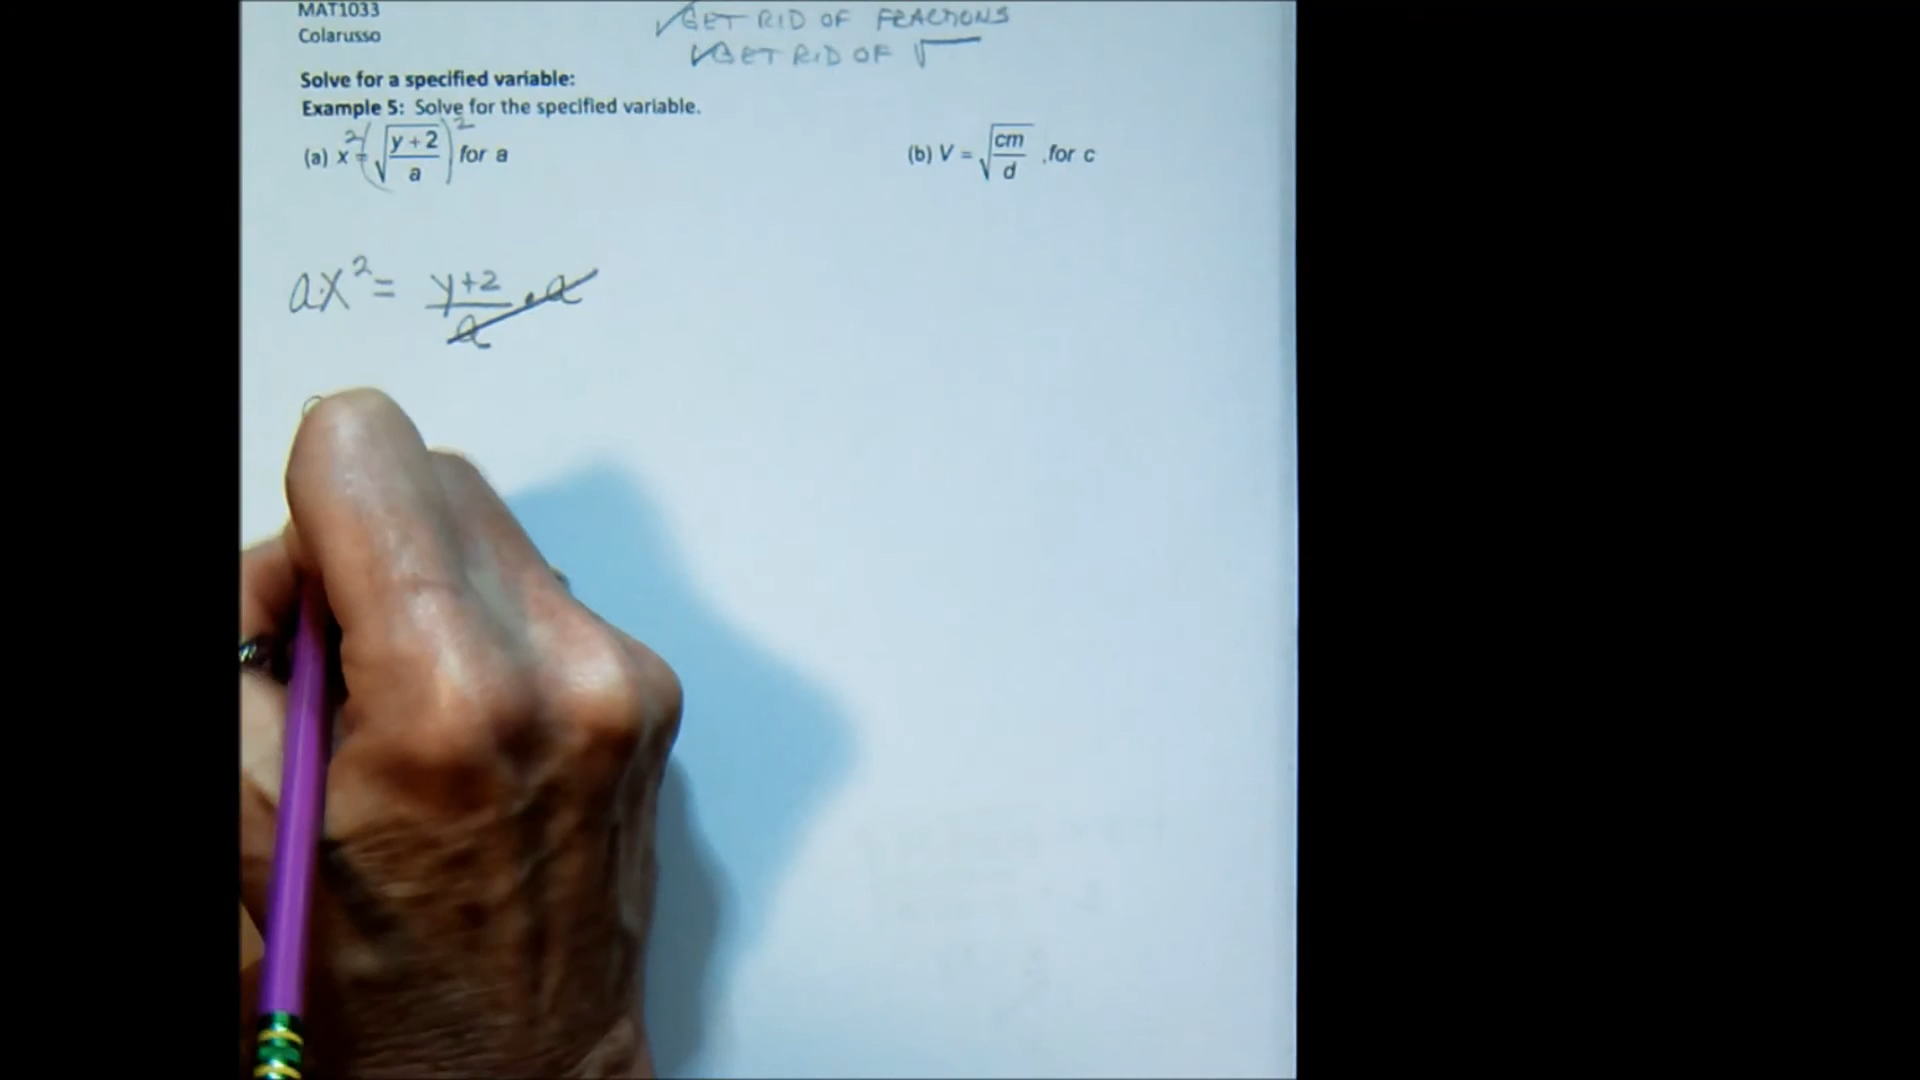 MAT1033
Colarusso
✓GET RID OF FRACTIONS
✓GET RID OF √
Solve for a specified variable:
Example 5: Solve for the specified variable.
(a) x² = (√((y + 2)/a))² for a
(b) V = √(cm/d) , for c
a·x² = (y+2)/a · a